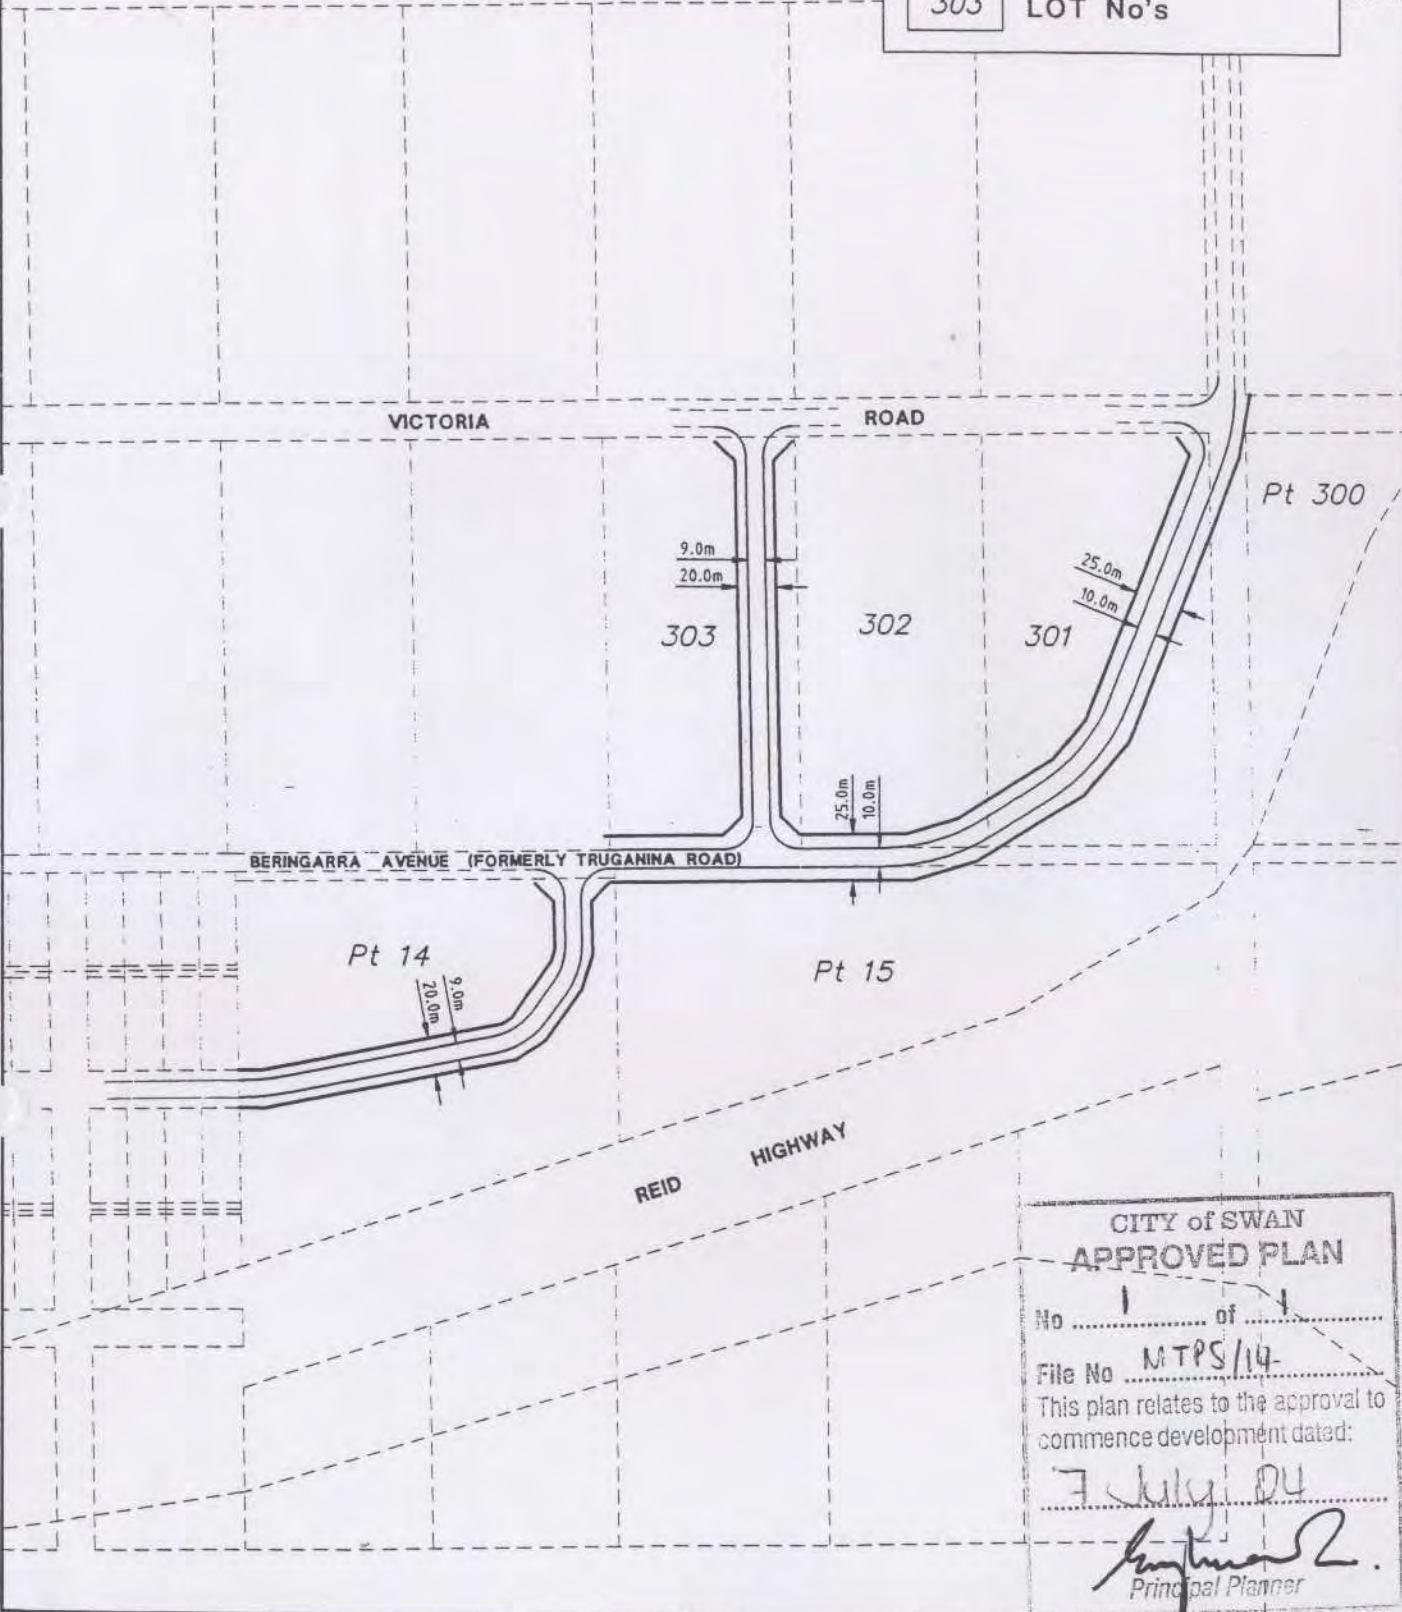 303 LOT No's
VICTORIA ROAD
Pt 300
9.0m
20.0m
25.0m
10.0m
303
302
301
25.0m
10.0m
BERINGARRA AVENUE (FORMERLY TRUGANINA ROAD)
Pt 14
Pt 15
9.0m
20.0m
REID HIGHWAY
CITY of SWAN
APPROVED PLAN
No 1 of 1
File No MTPS/14
This plan relates to the approval to
commence development dated:
7 July 04
Principal Planner